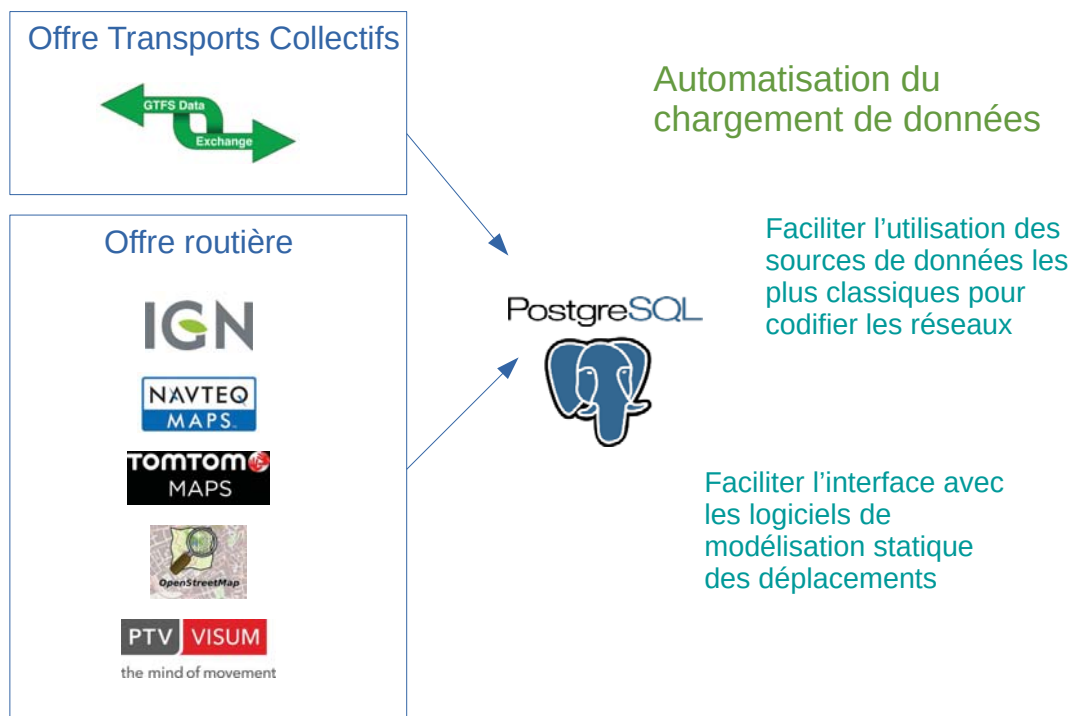 Offre Transports Collectifs
GTFS Data
Exchange
Automatisation du
chargement de données
Offre routière
IGN
NAVTEQ
MAPS
TOMTOM
MAPS
OpenStreetMap
PTV VISUM
the mind of movement
PostgreSQL
Faciliter l’utilisation des
sources de données les
plus classiques pour
codifier les réseaux
Faciliter l’interface avec
les logiciels de
modélisation statique
des déplacements